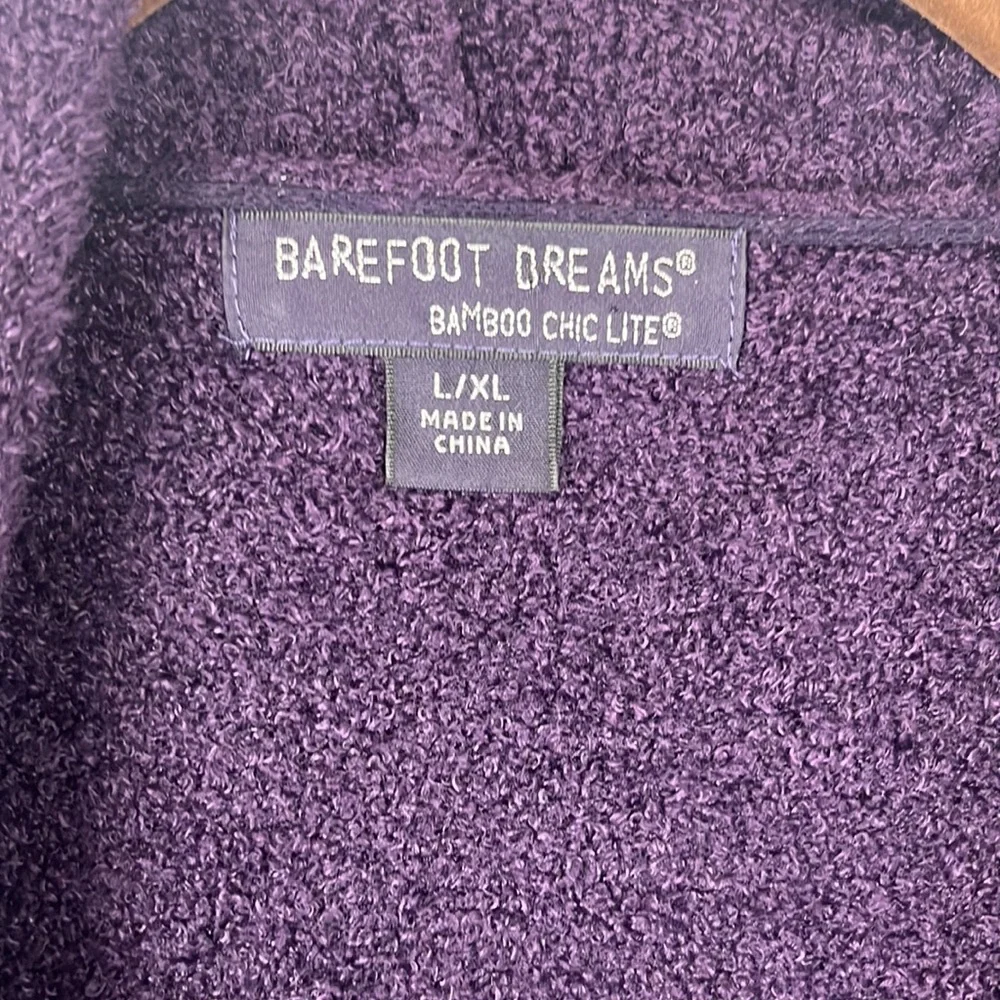 BAREFOOT DREAMS®
BAMBOO CHIC LITE®
L/XL
MADE IN
CHINA